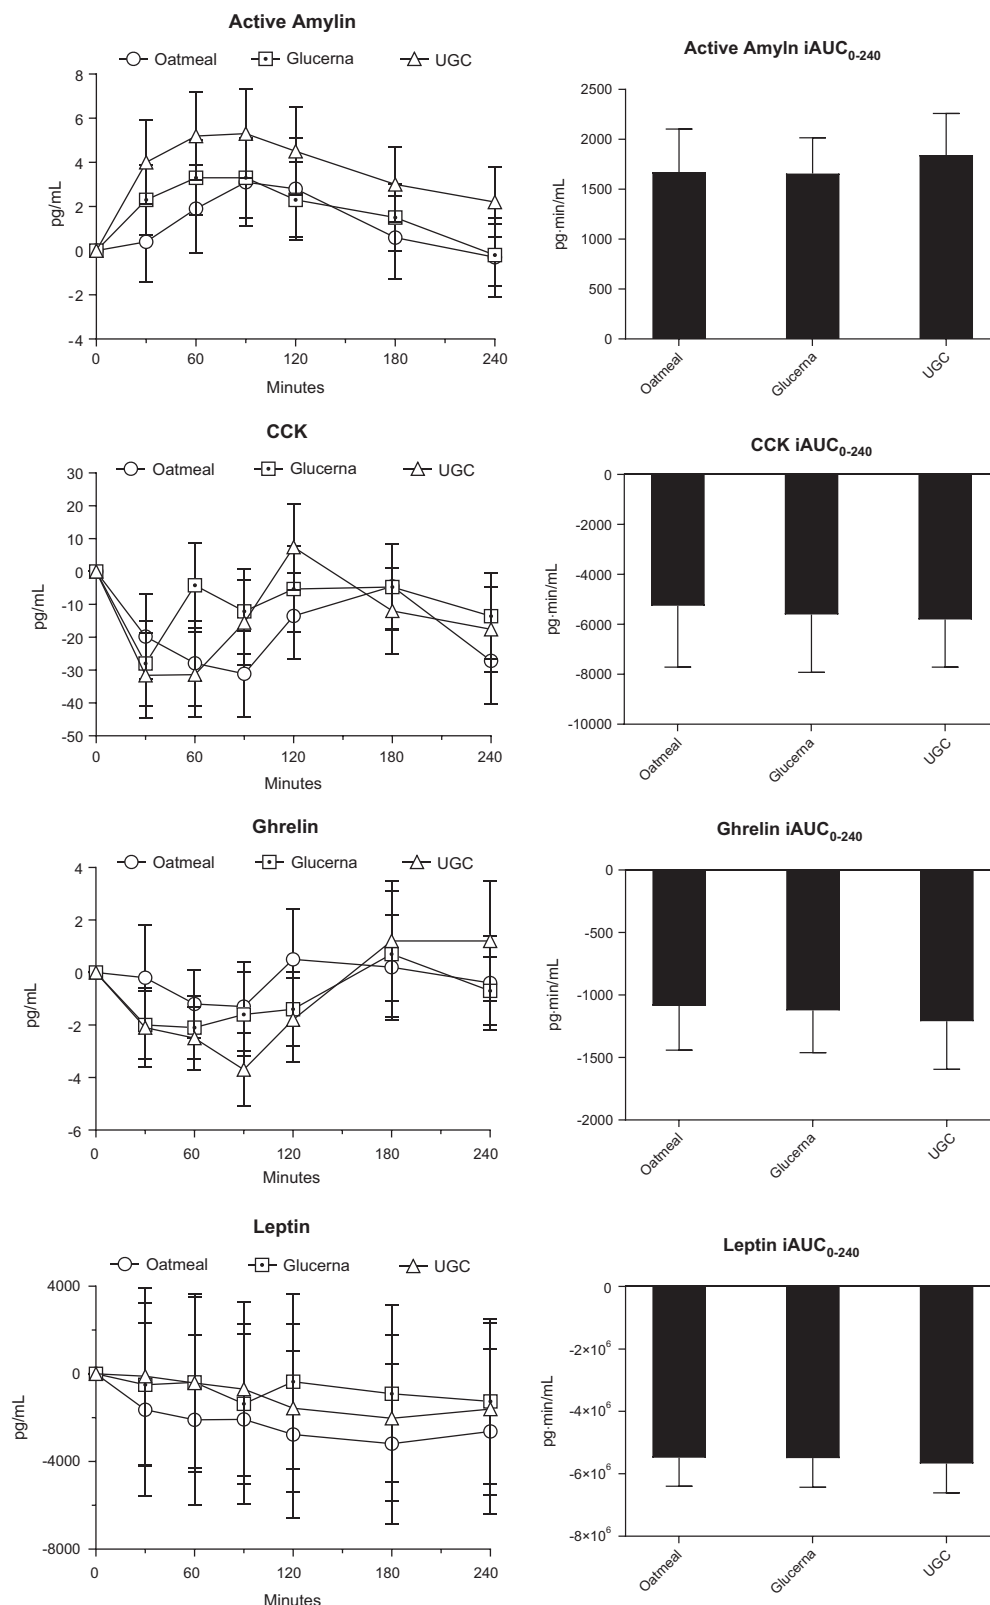 Active Amylin
Oatmeal Glucerna UGC
8
6
4
2
0
-2
-4
pg/mL
0 60 120 180 240
Minutes
Active Amyln iAUC0-240
2500
2000
1500
1000
500
0
pg·min/mL
Oatmeal Glucerna UGC
CCK
Oatmeal Glucerna UGC
30
20
10
0
-10
-20
-30
-40
-50
pg/mL
0 60 120 180 240
Minutes
CCK iAUC0-240
0
-2000
-4000
-6000
-8000
-10000
pg·min/mL
Oatmeal Glucerna UGC
Ghrelin
Oatmeal Glucerna UGC
4
2
0
-2
-4
-6
pg/mL
0 60 120 180 240
Minutes
Ghrelin iAUC0-240
0
-500
-1000
-1500
-2000
pg·min/mL
Oatmeal Glucerna UGC
Leptin
Oatmeal Glucerna UGC
4000
0
-4000
-8000
pg/mL
0 60 120 180 240
Minutes
Leptin iAUC0-240
0
-2×10⁶
-4×10⁶
-6×10⁶
-8×10⁶
pg·min/mL
Oatmeal Glucerna UGC